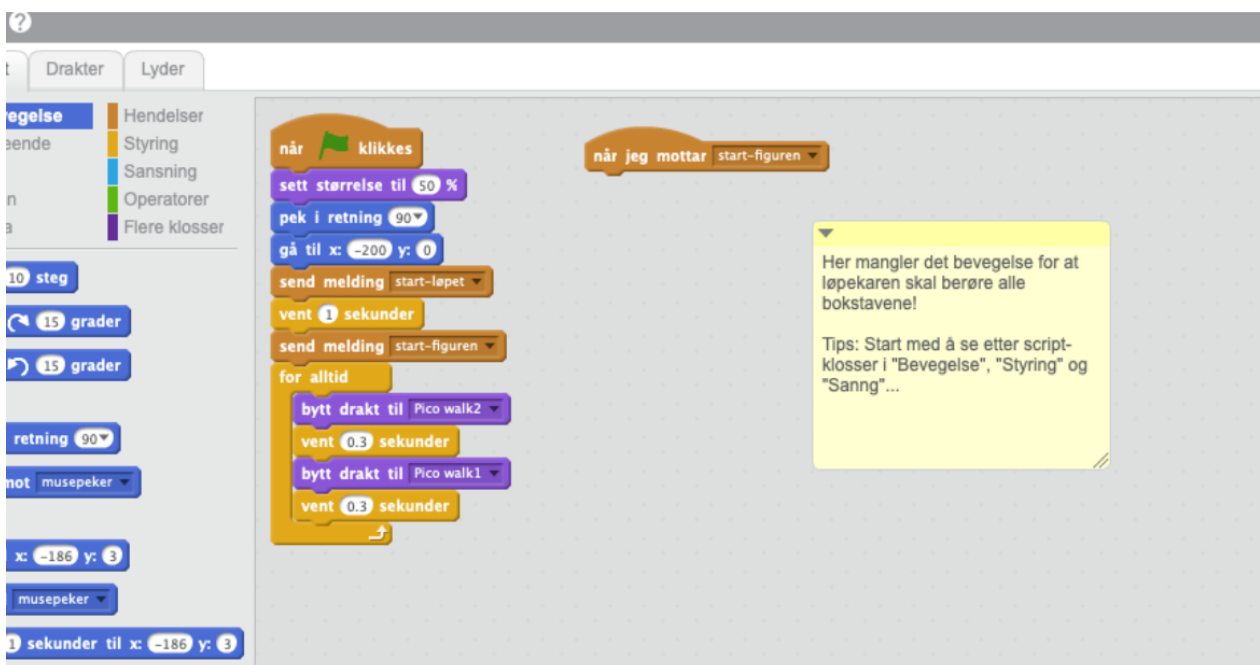 ?
t
Drakter
Lyder
egelse
eende
n
a
Hendelser
Styring
Sansning
Operatorer
Flere klosser
10 steg
15 grader
15 grader
retning 90
mot musepeker
x: -186 y: 3
musepeker
1 sekunder til x: -186 y: 3
når klikkes
sett størrelse til 50 %
pek i retning 90
gå til x: -200 y: 0
send melding start-løpet
vent 1 sekunder
send melding start-figuren
for alltid
bytt drakt til Pico walk2
vent 0.3 sekunder
bytt drakt til Pico walk1
vent 0.3 sekunder
når jeg mottar start-figuren
Her mangler det bevegelse for at
løpekaren skal berøre alle
bokstavene!
Tips: Start med å se etter script-
klosser i "Bevegelse", "Styring" og
"Sanng"...